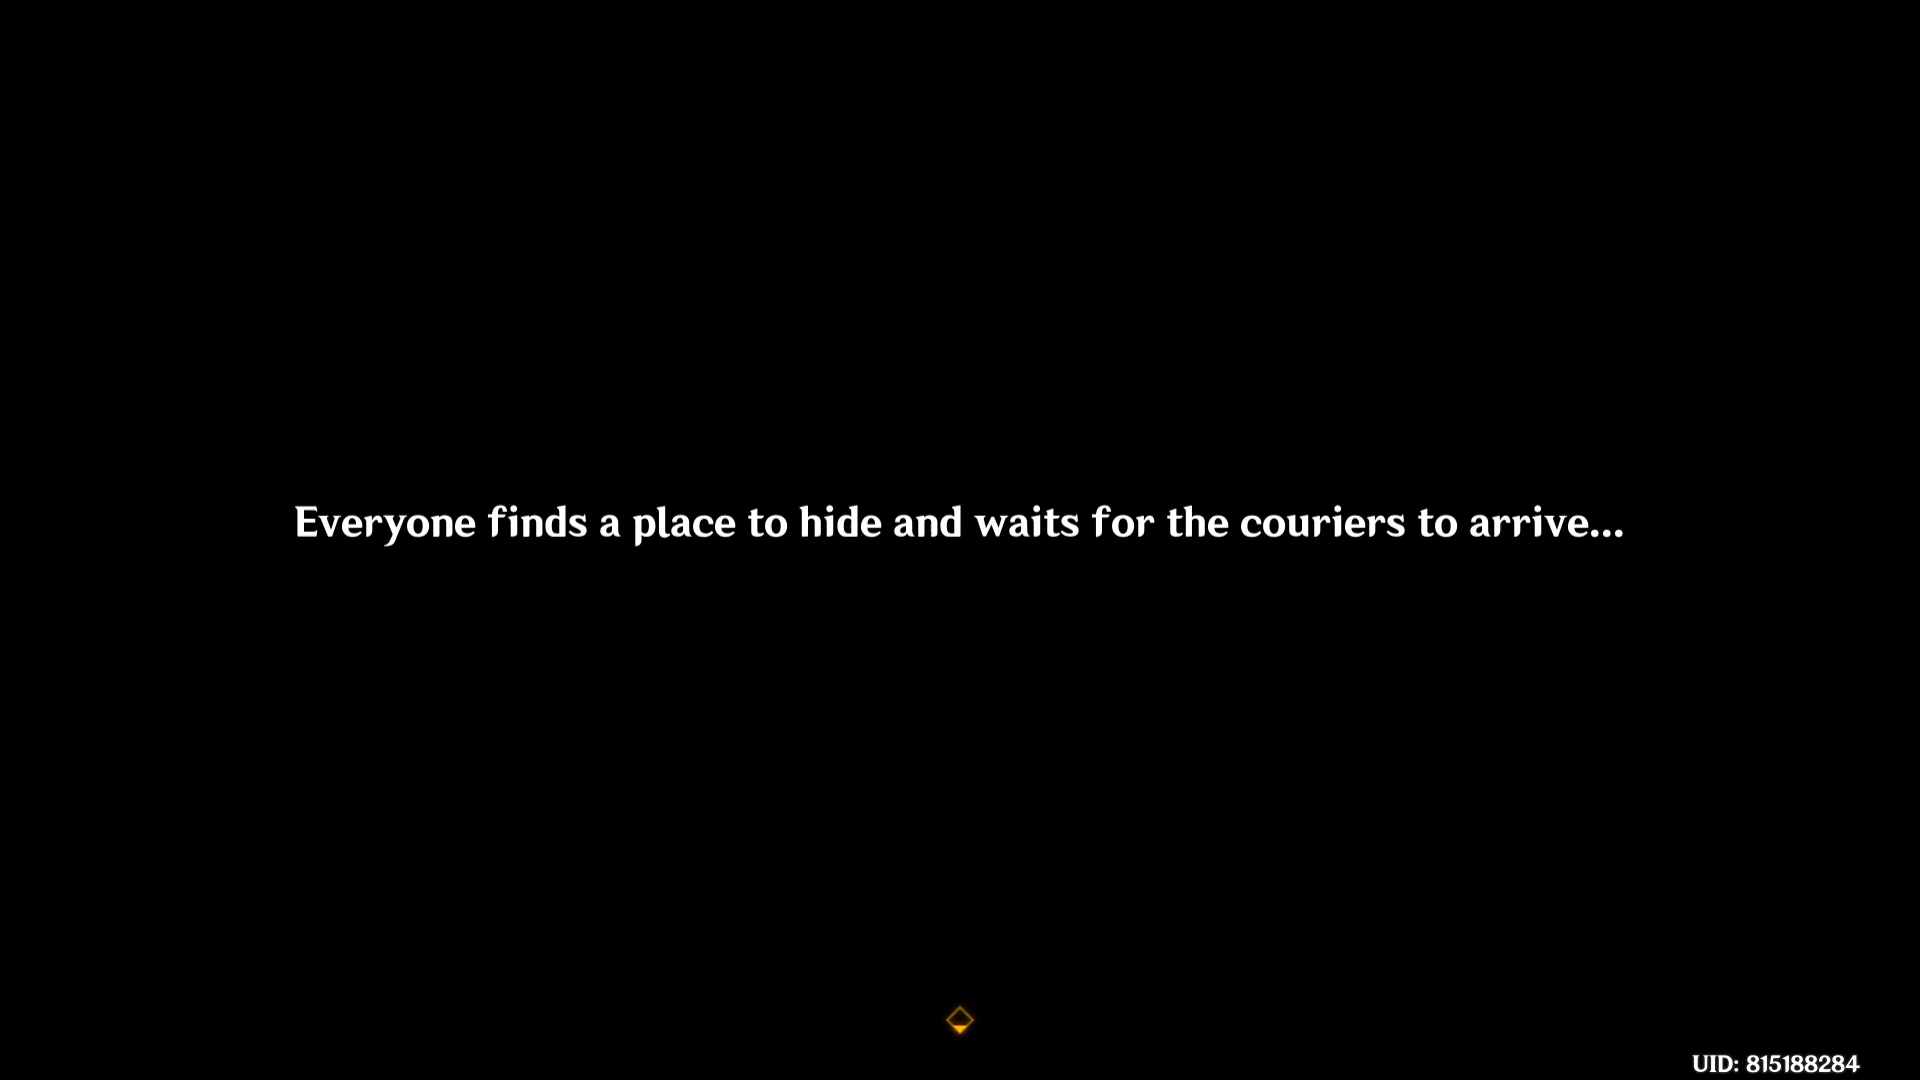 Everyone finds a place to hide and waits for the couriers to arrive...
UID: 815188284